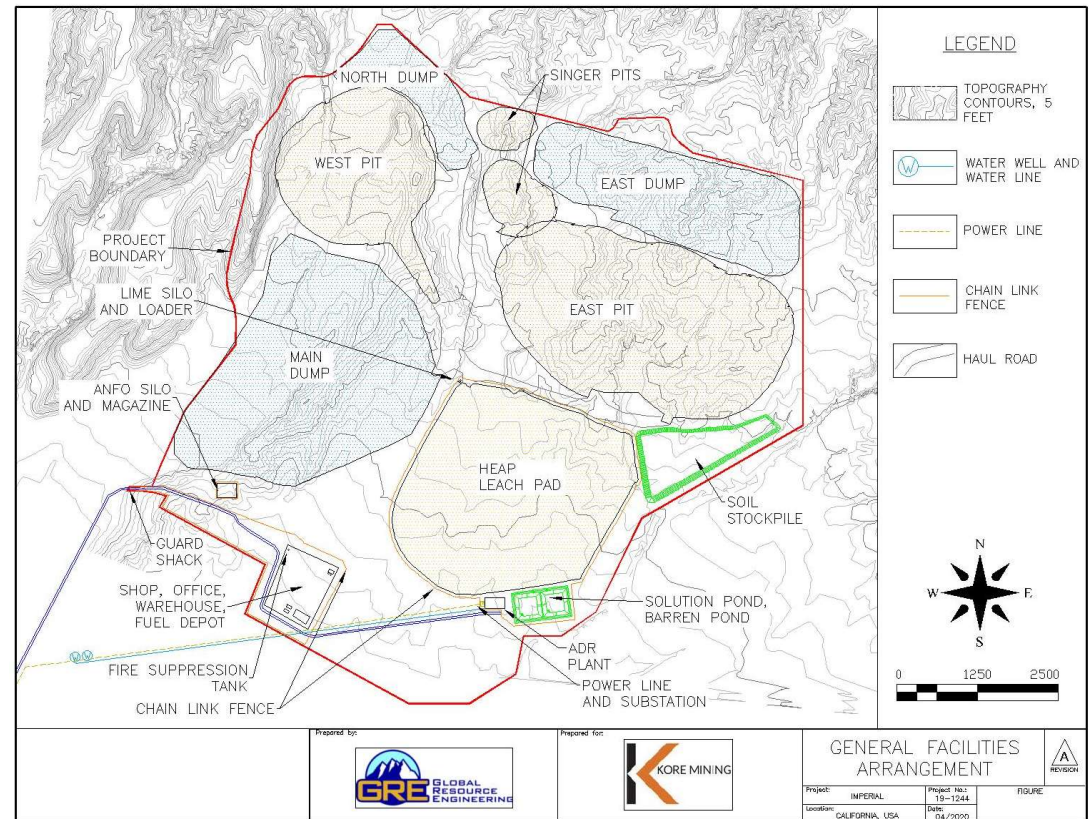 NORTH DUMP
SINGER PITS
WEST PIT
EAST DUMP
PROJECT
BOUNDARY
LIME SILO
AND LOADER
EAST PIT
MAIN
DUMP
ANFO SILO
AND MAGAZINE
HEAP
LEACH PAD
SOIL
STOCKPILE
GUARD
SHACK
SHOP, OFFICE,
WAREHOUSE,
FUEL DEPOT
SOLUTION POND,
BARREN POND
ADR
PLANT
FIRE SUPPRESSION
TANK
POWER LINE
AND SUBSTATION
CHAIN LINK FENCE
W W
LEGEND
TOPOGRAPHY
CONTOURS, 5
FEET
W
WATER WELL AND
WATER LINE
POWER LINE
CHAIN LINK
FENCE
HAUL ROAD
N
W E
S
0 1250 2500
Prepared by:
GRE GLOBAL
RESOURCE
ENGINEERING
Prepared for:
KORE MINING
GENERAL FACILITIES
ARRANGEMENT
A
REVISION
Project:
IMPERIAL
Project No.:
19-1244
FIGURE
Location:
CALIFORNIA, USA
Date:
04/2020